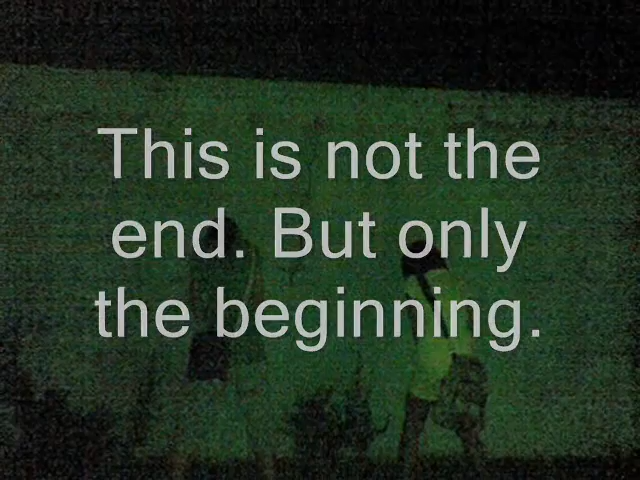 This is not the
end. But only
the beginning.